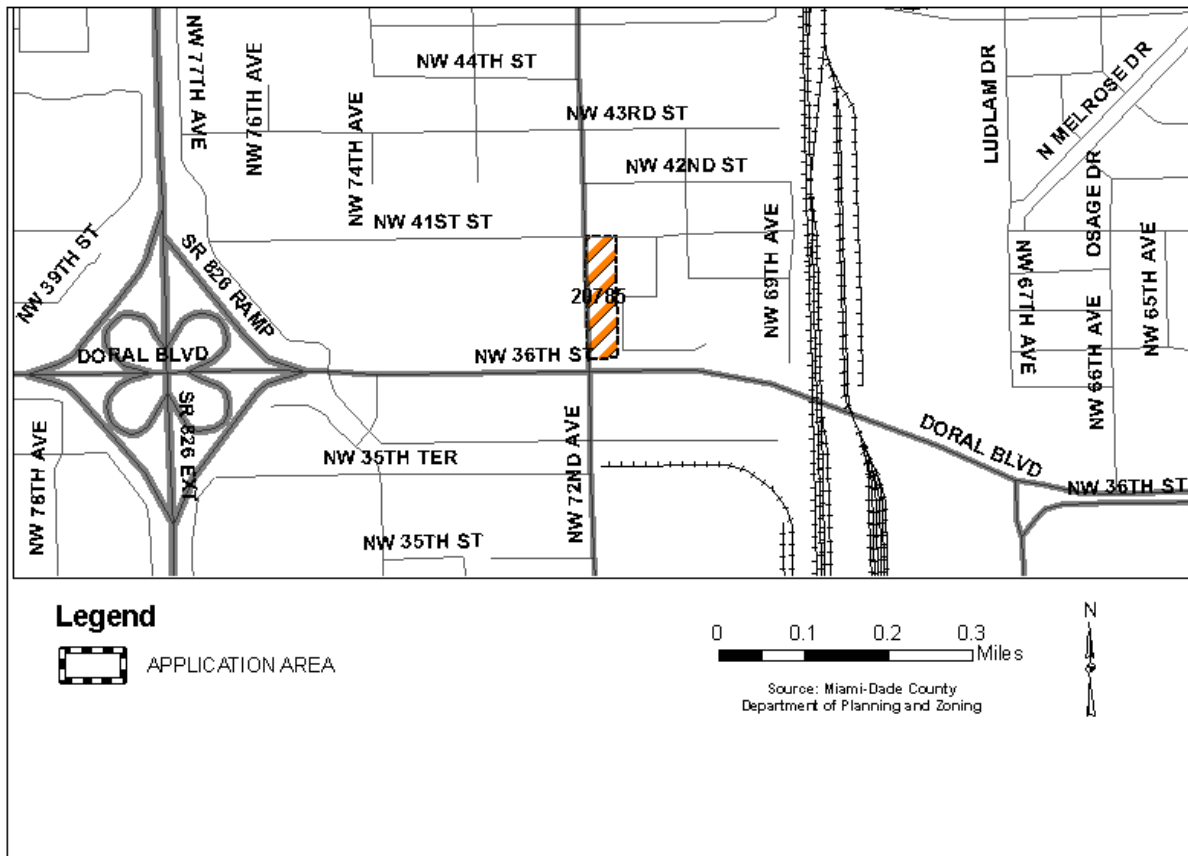 NW 77TH AVE
NW 76TH AVE
NW 74TH AVE
NW 44TH ST
NW 43RD ST
NW 42ND ST
NW 41ST ST
LUDLAM DR
N MELROSE DR
OSAGE DR
NW 39TH ST
SR 826 RAMP
NW 69TH AVE
NW 67TH AVE
NW 66TH AVE
NW 65TH AVE
20785
DORAL BLVD
NW 36TH ST
SR 826 EXT
NW 78TH AVE
NW 35TH TER
NW 72ND AVE
DORAL BLVD
NW 36TH ST
NW 35TH ST
Legend
APPLICATION AREA
0 0.1 0.2 0.3
Miles
Source: Miami-Dade County
Department of Planning and Zoning
N